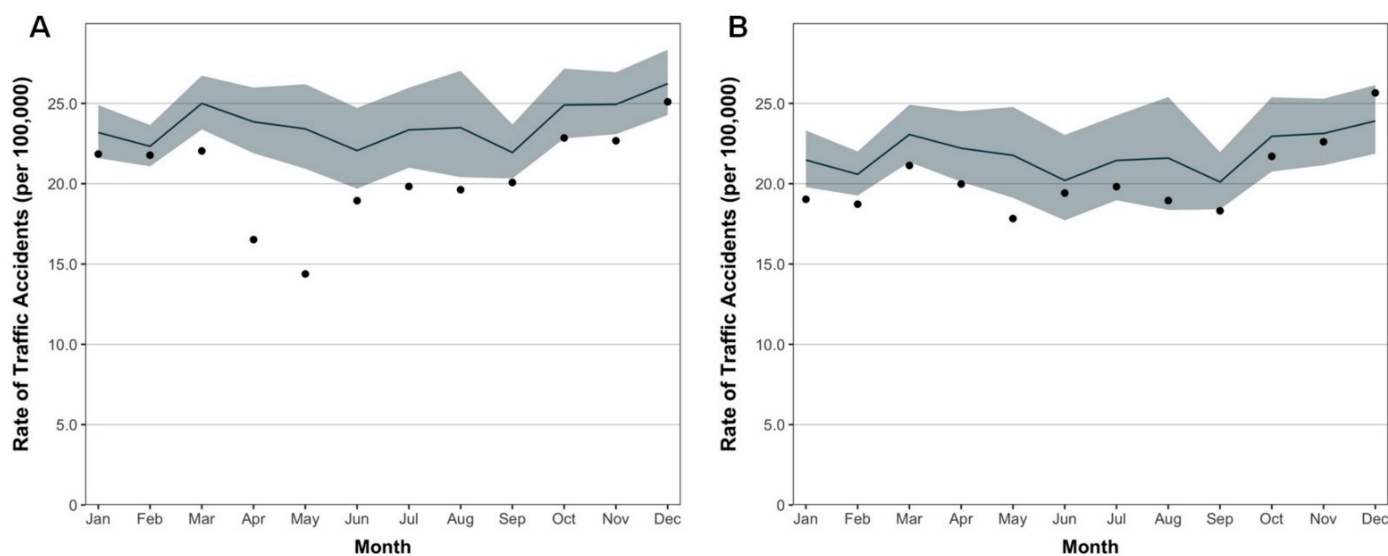 A
Rate of Traffic Accidents (per 100,000)
25.0
20.0
15.0
10.0
5.0
0
Jan Feb Mar Apr May Jun Jul Aug Sep Oct Nov Dec
Month
B
Rate of Traffic Accidents (per 100,000)
25.0
20.0
15.0
10.0
5.0
0
Jan Feb Mar Apr May Jun Jul Aug Sep Oct Nov Dec
Month